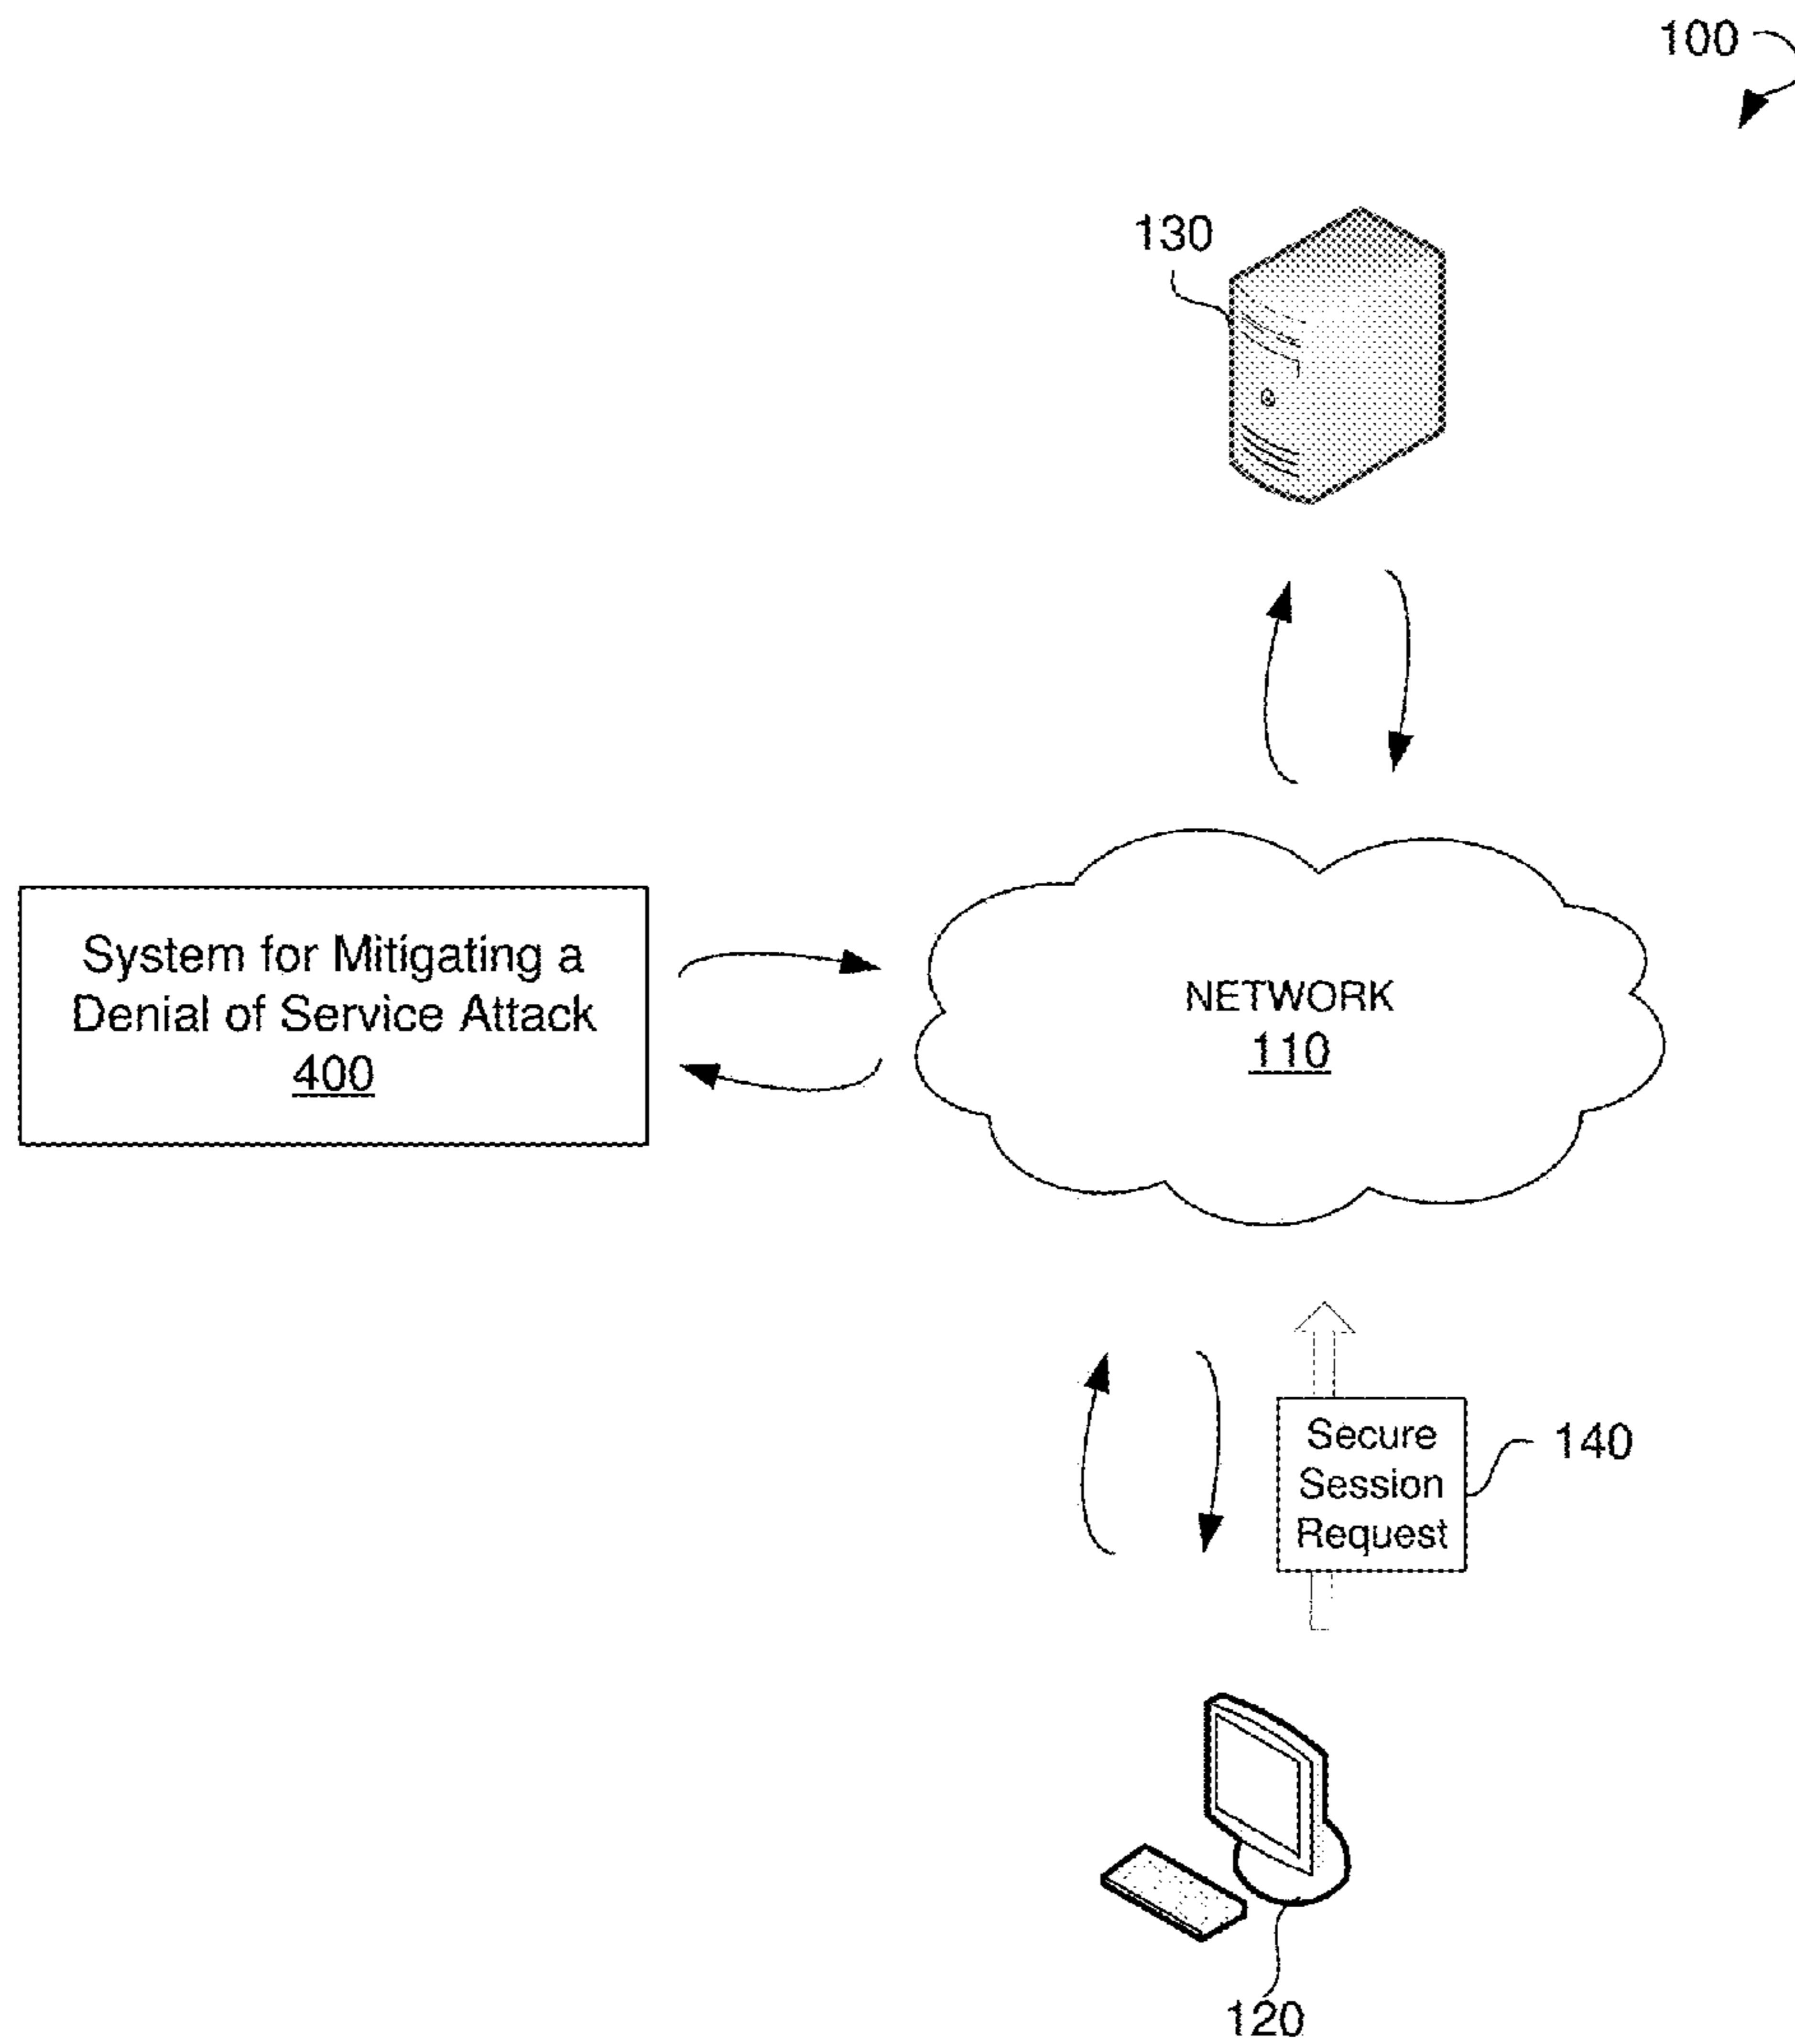 100
130
System for Mitigating a
Denial of Service Attack
400
NETWORK
110
Secure
Session
Request
140
120